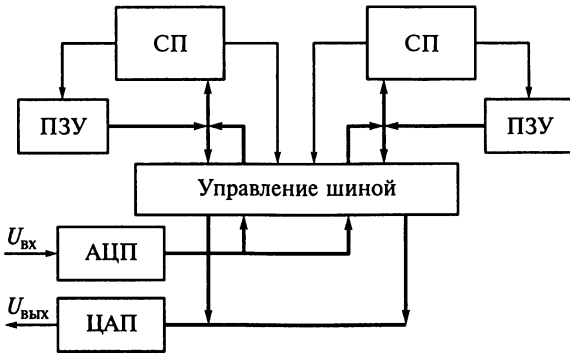 СП
СП
ПЗУ
ПЗУ
Управление шиной
Uвх
АЦП
Uвых
ЦАП